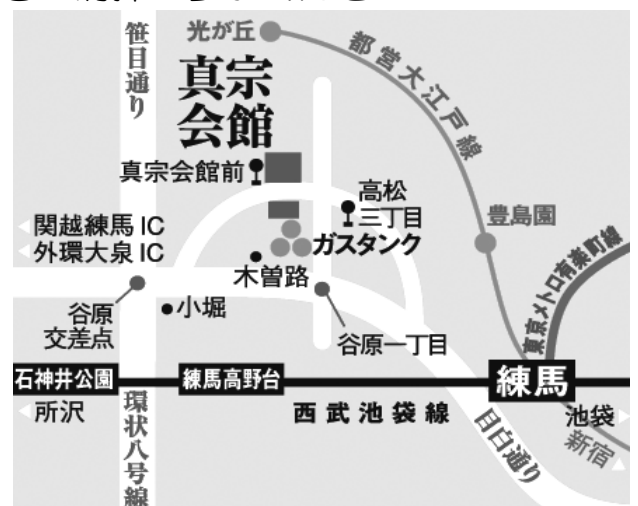 笹目通り
光が丘
都営大江戸線
真宗
会館
真宗会館前
高松
三丁目
豊島園
関越練馬 IC
外環大泉 IC
ガスタンク
木曽路
東京メトロ有楽町線
谷原
交差点
小堀
谷原一丁目
石神井公園
練馬高野台
練馬
所沢
環状八号線
西武池袋線
目白通り
池袋
新宿